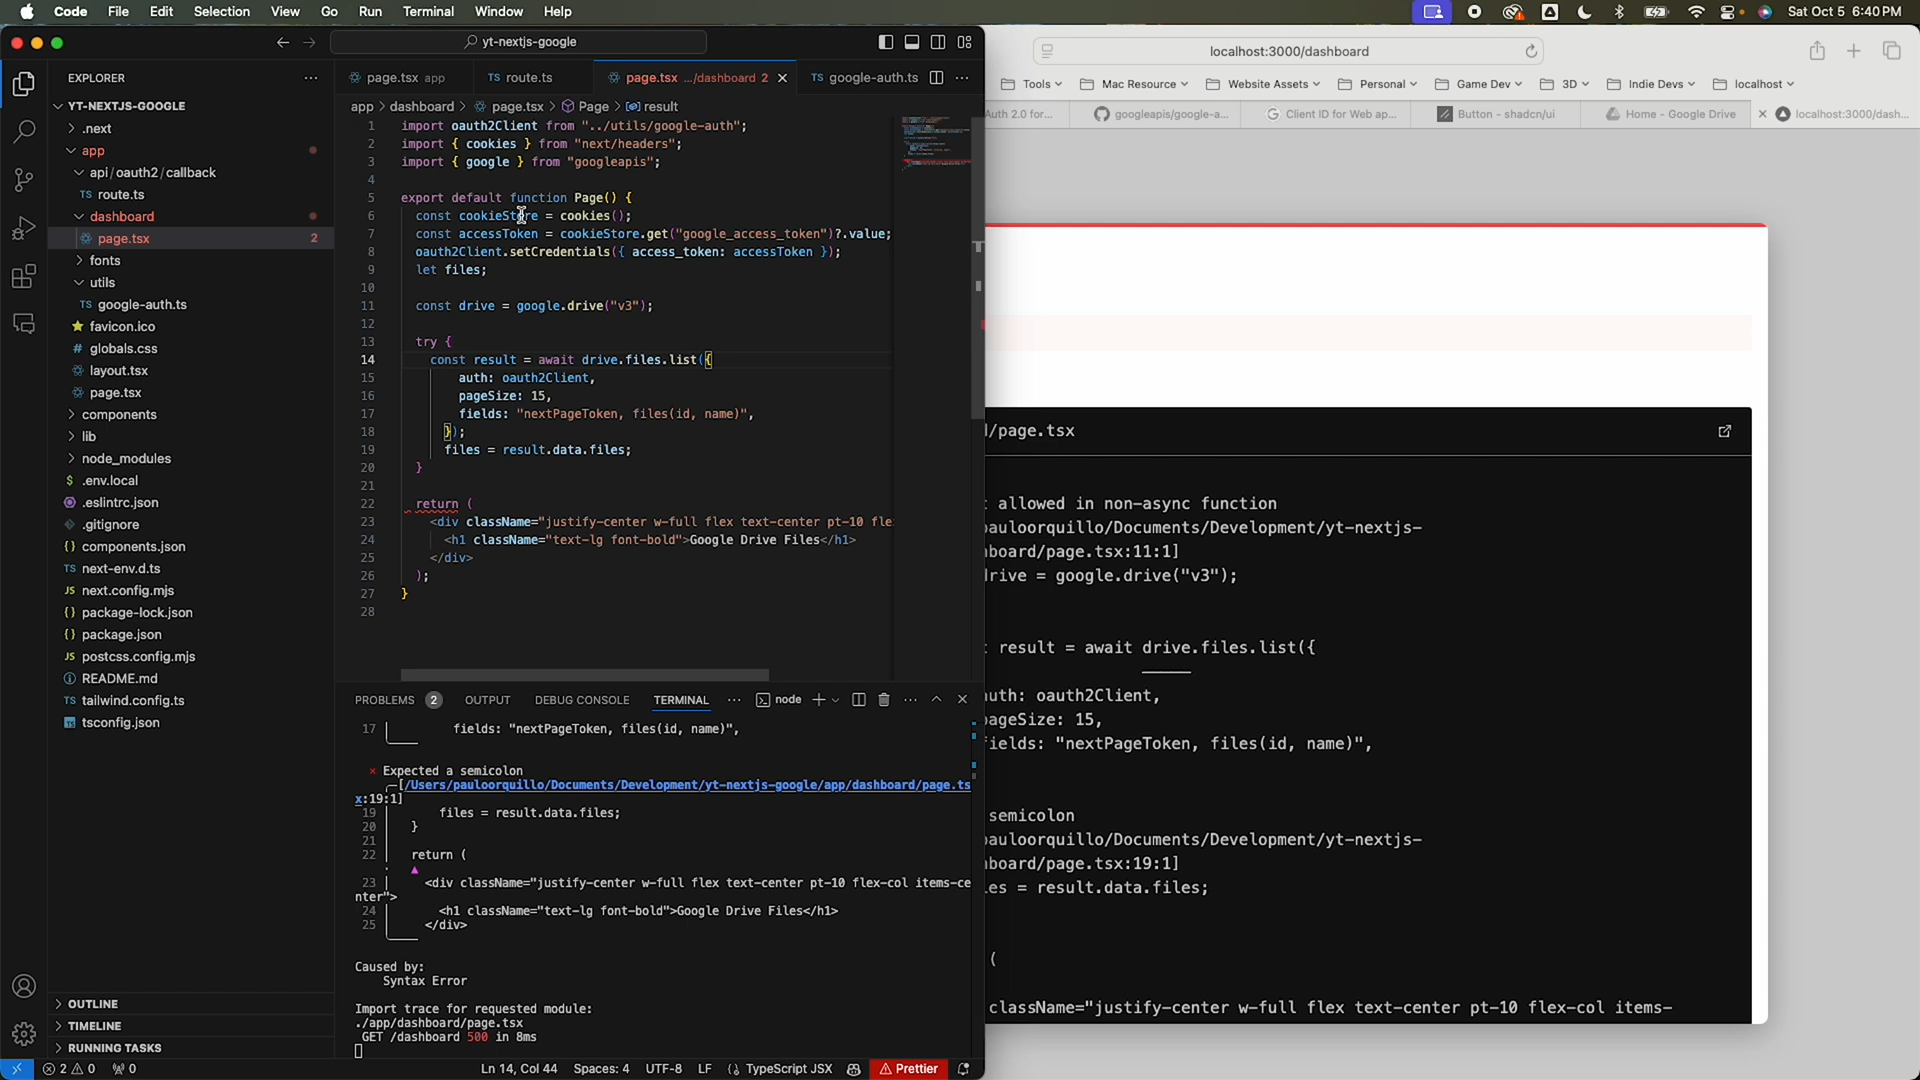 Code File Edit Selection View Go Run Terminal Window Help
Sat Oct 5 6:40 PM
yt-nextjs-google
EXPLORER
YT-NEXTJS-GOOGLE
.next
app
api/oauth2/callback
TS route.ts
dashboard
page.tsx 2
fonts
utils
TS google-auth.ts
favicon.ico
# globals.css
layout.tsx
page.tsx
components
lib
node_modules
$ .env.local
.eslintrc.json
.gitignore
{} components.json
TS next-env.d.ts
JS next.config.mjs
{} package-lock.json
{} package.json
JS postcss.config.mjs
README.md
TS tailwind.config.ts
tsconfig.json
OUTLINE
TIMELINE
RUNNING TASKS
page.tsx app
TS route.ts
page.tsx .../dashboard 2
TS google-auth.ts
app > dashboard > page.tsx > Page > result
1 import oauth2Client from "../utils/google-auth";
2 import { cookies } from "next/headers";
3 import { google } from "googleapis";
4
5 export default function Page() {
6 const cookieStore = cookies();
7 const accessToken = cookieStore.get("google_access_token")?.value;
8 oauth2Client.setCredentials({ access_token: accessToken });
9 let files;
10
11 const drive = google.drive("v3");
12
13 try {
14 const result = await drive.files.list({
15 auth: oauth2Client,
16 pageSize: 15,
17 fields: "nextPageToken, files(id, name)",
18 });
19 files = result.data.files;
20 }
21
22 return (
23 <div className="justify-center w-full flex text-center pt-10 fle
24 <h1 className="text-lg font-bold">Google Drive Files</h1>
25 </div>
26 );
27 }
28
PROBLEMS 2 OUTPUT DEBUG CONSOLE TERMINAL
node
17 fields: "nextPageToken, files(id, name)",
× Expected a semicolon
[/Users/pauloorquillo/Documents/Development/yt-nextjs-google/app/dashboard/page.ts
x:19:1]
19 files = result.data.files;
20 }
21
22 return (
23 <div className="justify-center w-full flex text-center pt-10 flex-col items-ce
nter">
24 <h1 className="text-lg font-bold">Google Drive Files</h1>
25 </div>
Caused by:
Syntax Error
Import trace for requested module:
./app/dashboard/page.tsx
GET /dashboard 500 in 8ms
2 0 0
Ln 14, Col 44 Spaces: 4 UTF-8 LF TypeScript JSX Prettier
localhost:3000/dashboard
Tools Mac Resource Website Assets Personal Game Dev 3D Indie Devs localhost
Auth 2.0 for...
googleapis/google-a...
Client ID for Web ap...
Button - shadcn/ui
Home - Google Drive
localhost:3000/dash...
/page.tsx
allowed in non-async function
auloorquillo/Documents/Development/yt-nextjs-
board/page.tsx:11:1]
rive = google.drive("v3");
result = await drive.files.list({
uth: oauth2Client,
ageSize: 15,
ields: "nextPageToken, files(id, name)",
semicolon
auloorquillo/Documents/Development/yt-nextjs-
board/page.tsx:19:1]
es = result.data.files;
(
className="justify-center w-full flex text-center pt-10 flex-col items-